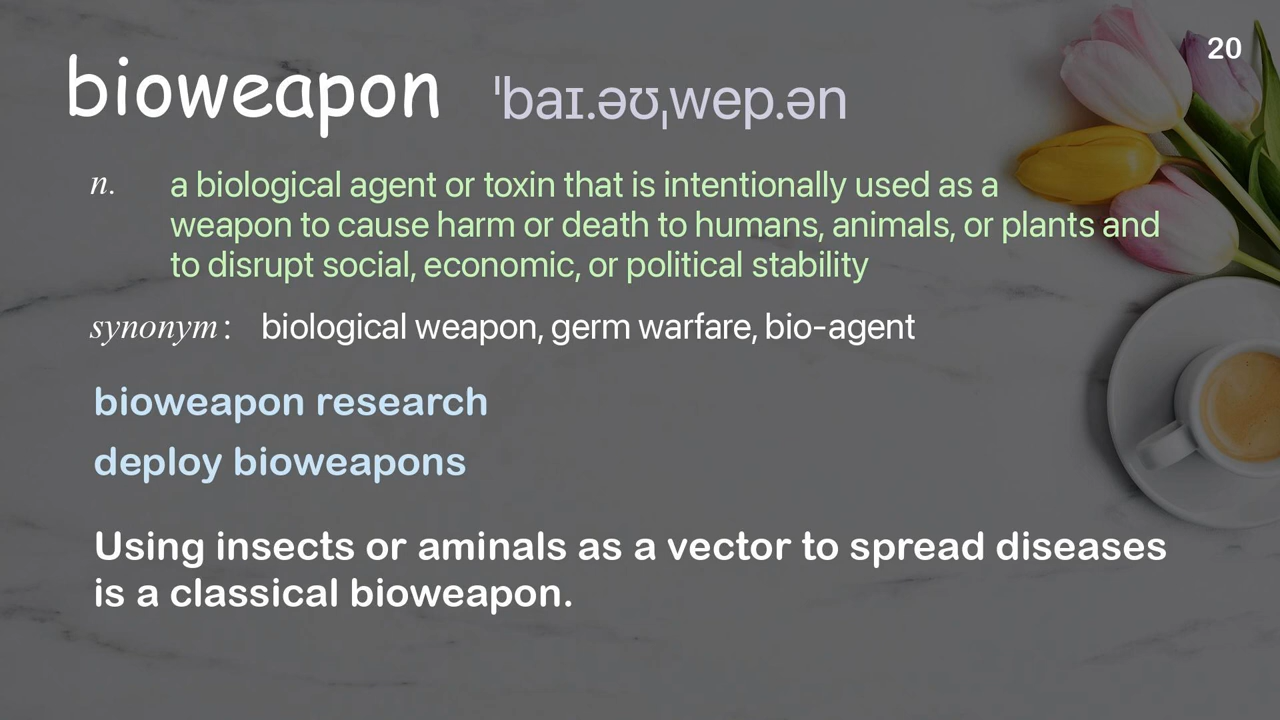 20
bioweapon ˈbaɪ.əʊˌwep.ən
n. a biological agent or toxin that is intentionally used as a
weapon to cause harm or death to humans, animals, or plants and
to disrupt social, economic, or political stability
synonym: biological weapon, germ warfare, bio-agent
bioweapon research
deploy bioweapons
Using insects or aminals as a vector to spread diseases
is a classical bioweapon.